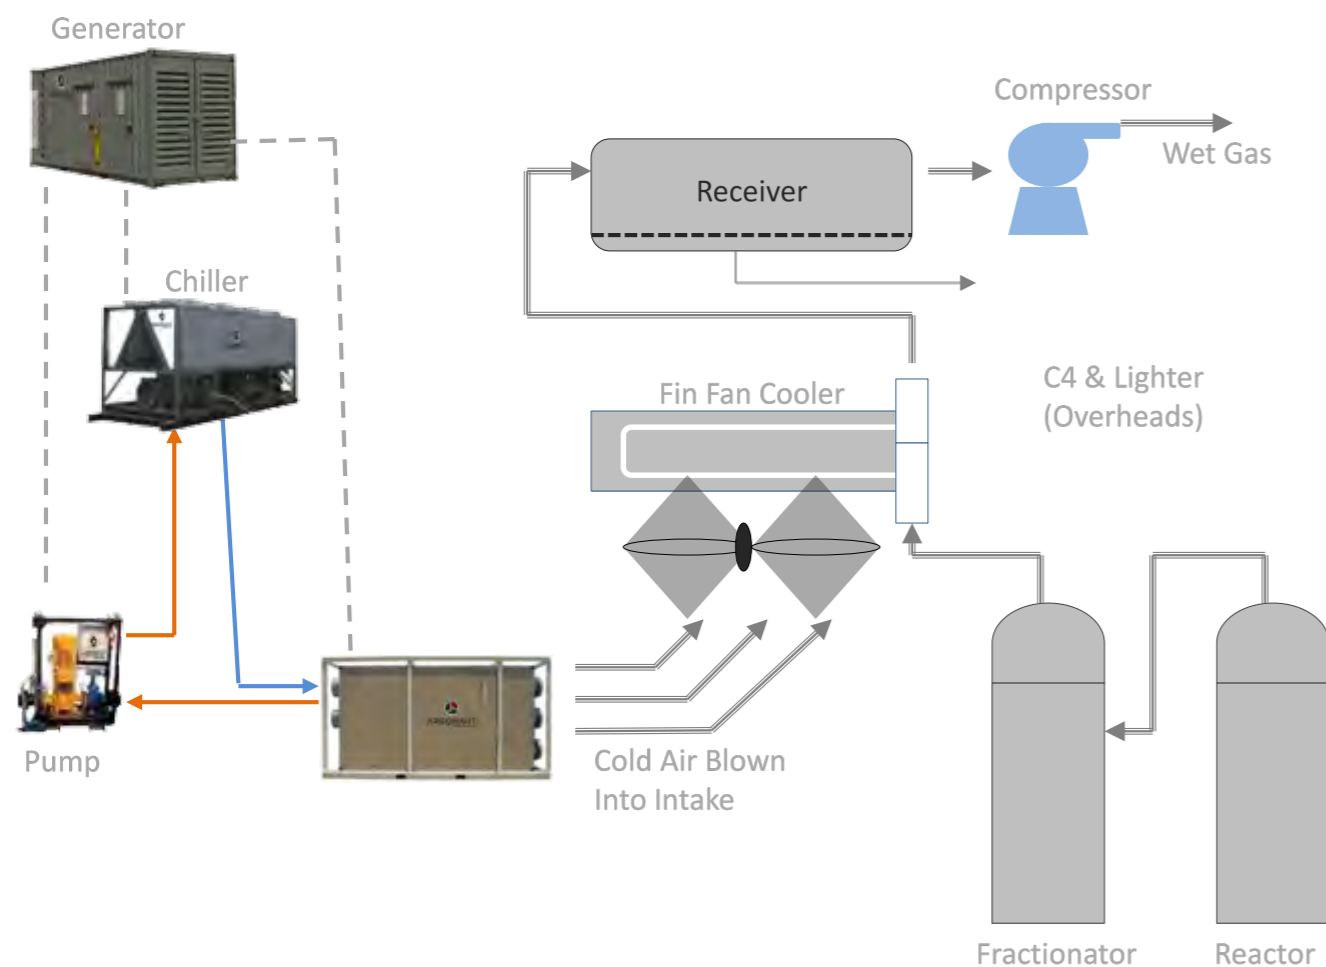 Generator
Compressor
Wet Gas
Receiver
Chiller
Fin Fan Cooler
C4 & Lighter
(Overheads)
Pump
Cold Air Blown
Into Intake
Fractionator
Reactor